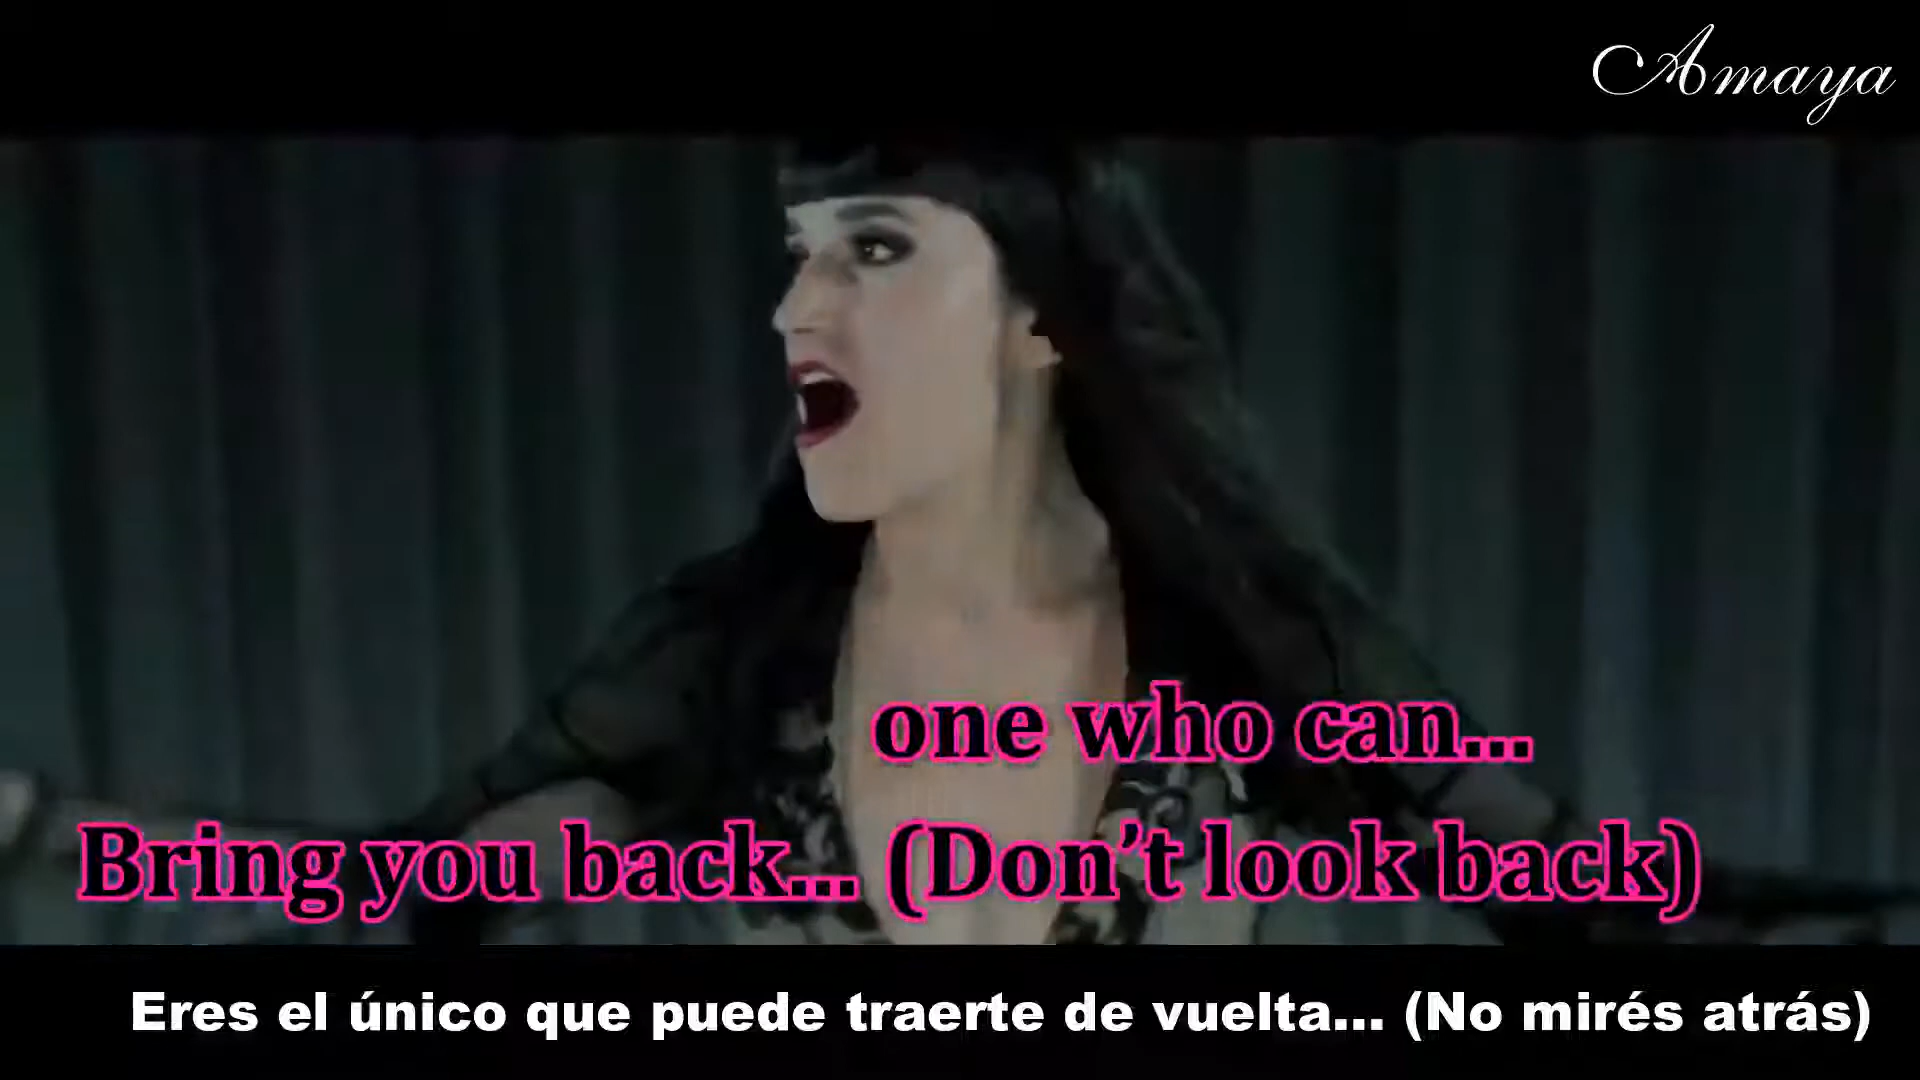 Amaya
one who can...
Bring you back... (Don't look back)
Eres el único que puede traerte de vuelta... (No mirés atrás)